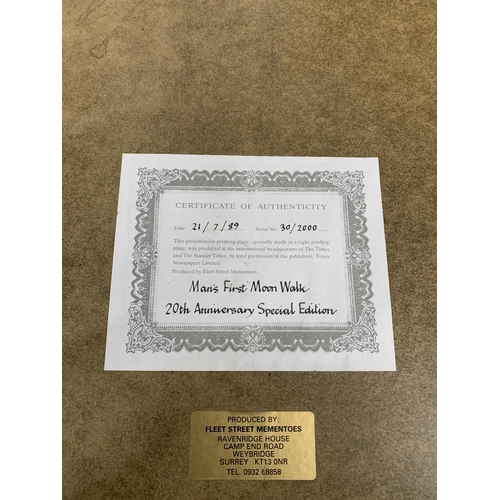 CERTIFICATE OF AUTHENTICITY
Date 21/7/89 Serial No. 30/2000
This presentation printing plate, specially made as a right reading
plate, was produced in the international headquarters of The Times
and The Sunday Times, by kind permission of the publishers, Times
Newspapers Limited.
Produced by Fleet Street Mementoes.
Man's First Moon Walk
20th Anniversary Special Edition
PRODUCED BY:
FLEET STREET MEMENTOES
RAVENRIDGE HOUSE
CAMP END ROAD
WEYBRIDGE
SURREY KT13 0NR
TEL. 0932 68858